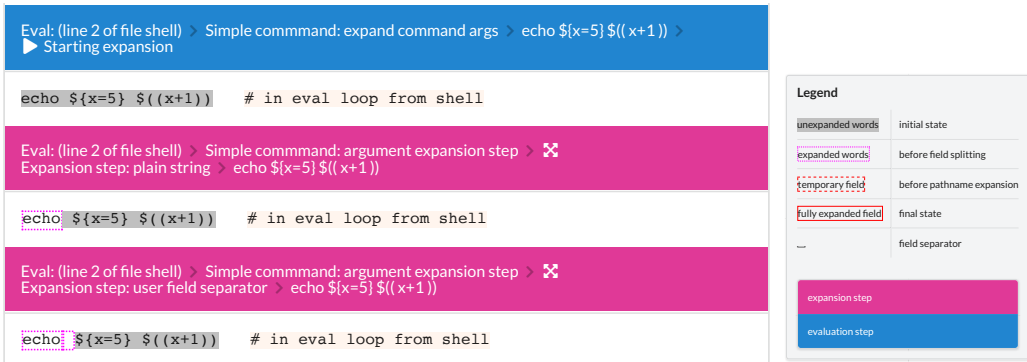 Eval: (line 2 of file shell) > Simple commmand: expand command args > echo ${x=5} $((x+1)) >
Starting expansion
echo ${x=5} $((x+1)) # in eval loop from shell
Eval: (line 2 of file shell) > Simple commmand: argument expansion step >
Expansion step: plain string > echo ${x=5} $((x+1))
echo ${x=5} $((x+1)) # in eval loop from shell
Eval: (line 2 of file shell) > Simple commmand: argument expansion step >
Expansion step: user field separator > echo ${x=5} $((x+1))
echo ${x=5} $((x+1)) # in eval loop from shell
Legend
unexpanded words initial state
expanded words before field splitting
temporary field before pathname expansion
fully expanded field final state
⎵ field separator
expansion step
evaluation step